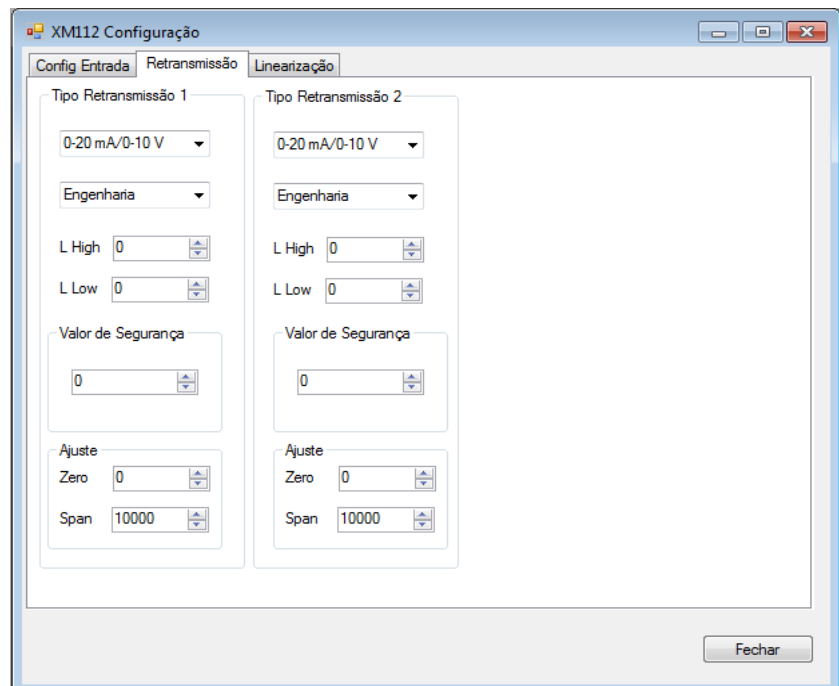 XM112 Configuração
Config Entrada Retransmissão Linearização
Tipo Retransmissão 1
0-20 mA/0-10 V
Engenharia
L High 0
L Low 0
Valor de Segurança
0
Ajuste
Zero 0
Span 10000
Tipo Retransmissão 2
0-20 mA/0-10 V
Engenharia
L High 0
L Low 0
Valor de Segurança
0
Ajuste
Zero 0
Span 10000
Fechar